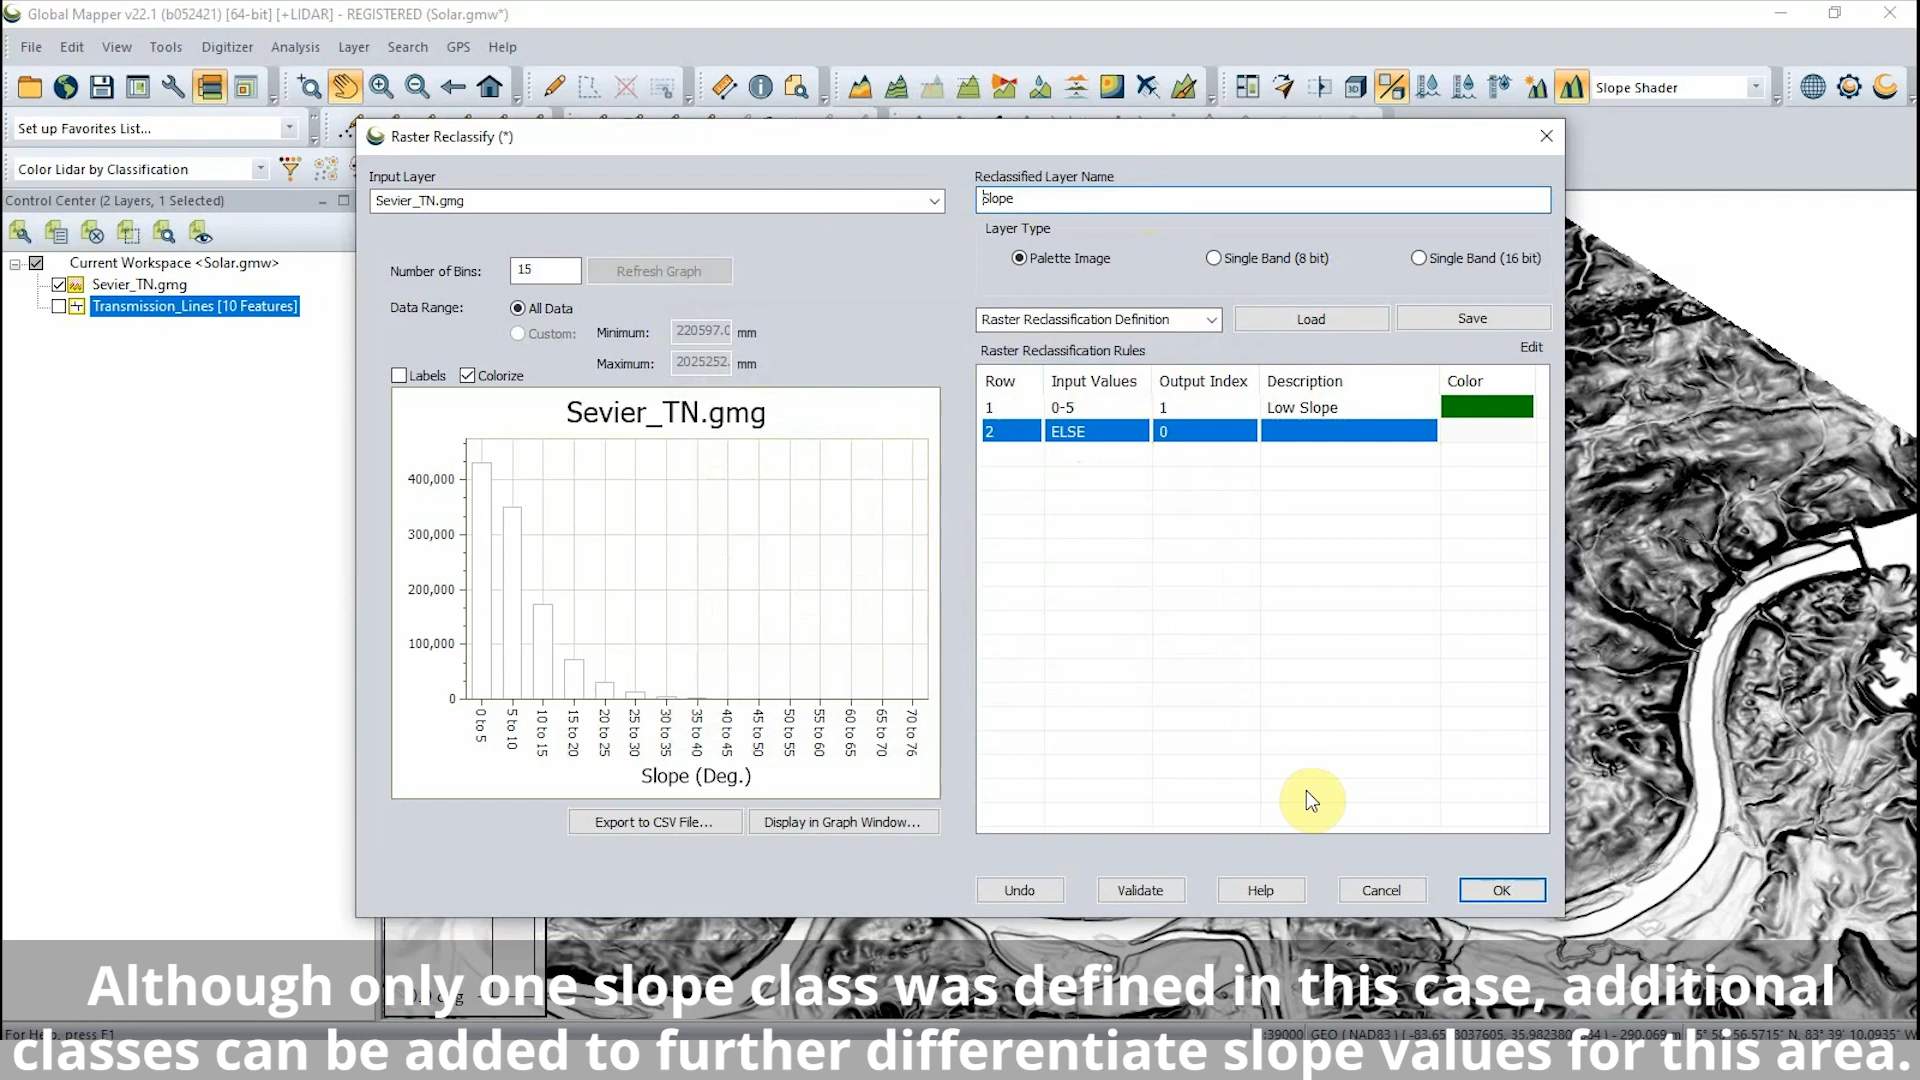 Global Mapper v22.1 (b052421) [64-bit] [+LIDAR] - REGISTERED (Solar.gmw*)
File Edit View Tools Digitizer Analysis Layer Search GPS Help
Slope Shader
Set up Favorites List...
Color Lidar by Classification
Control Center (2 Layers, 1 Selected)
Current Workspace <Solar.gmw>
Sevier_TN.gmg
Transmission_Lines [10 Features]
Raster Reclassify (*)
Input Layer
Sevier_TN.gmg
Number of Bins: 15 Refresh Graph
Data Range: All Data
Custom: Minimum: 220597.0 mm
Maximum: 2025252. mm
Labels Colorize
Sevier_TN.gmg
400,000
300,000
200,000
100,000
0
0 to 5
5 to 10
10 to 15
15 to 20
20 to 25
25 to 30
30 to 35
35 to 40
40 to 45
45 to 50
50 to 55
55 to 60
60 to 65
65 to 70
70 to 76
Slope (Deg.)
Export to CSV File... Display in Graph Window...
Reclassified Layer Name
Slope
Layer Type
Palette Image Single Band (8 bit) Single Band (16 bit)
Raster Reclassification Definition Load Save
Raster Reclassification Rules Edit
Row Input Values Output Index Description Color
1 0-5 1 Low Slope
2 ELSE 0
Undo Validate Help Cancel OK
Although only one slope class was defined in this case, additional
classes can be added to further differentiate slope values for this area.
For Help, press F1